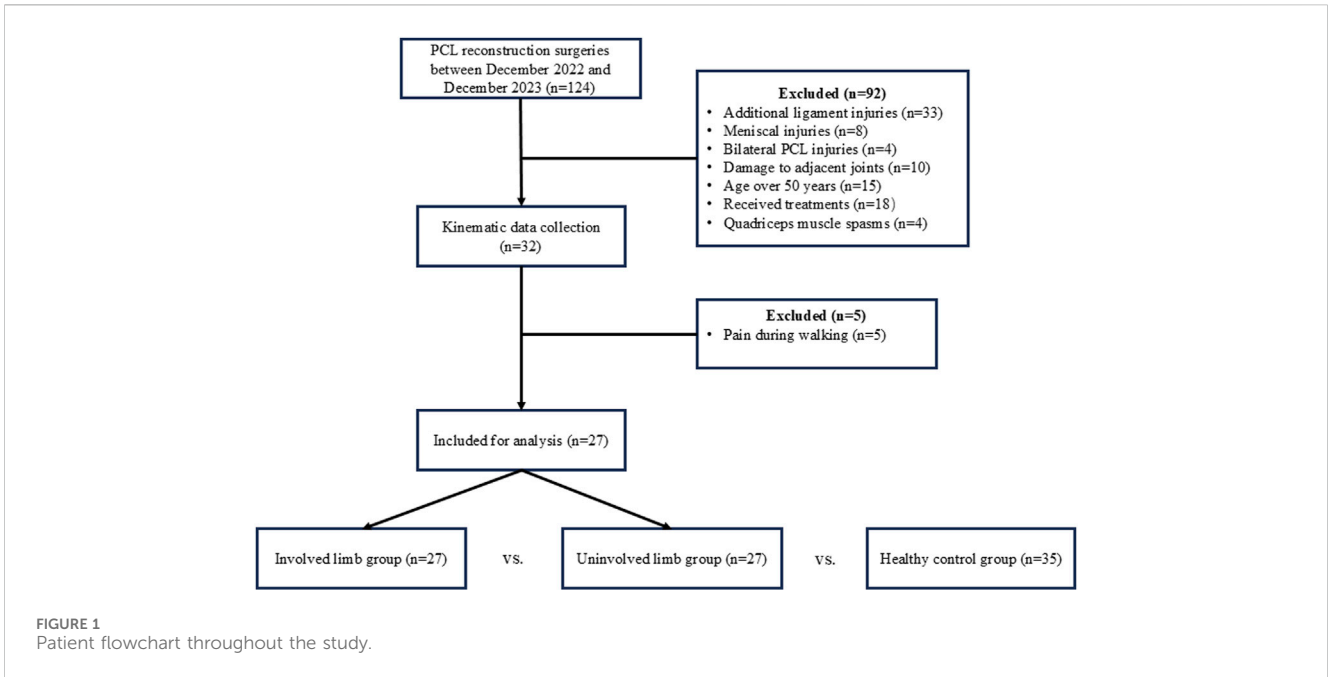 PCL reconstruction surgeries
between December 2022 and
December 2023 (n=124)
Excluded (n=92)
• Additional ligament injuries (n=33)
• Meniscal injuries (n=8)
• Bilateral PCL injuries (n=4)
• Damage to adjacent joints (n=10)
• Age over 50 years (n=15)
• Received treatments (n=18)
• Quadriceps muscle spasms (n=4)
Kinematic data collection
(n=32)
Excluded (n=5)
• Pain during walking (n=5)
Included for analysis (n=27)
Involved limb group (n=27)
vs.
Uninvolved limb group (n=27)
vs.
Healthy control group (n=35)
FIGURE 1
Patient flowchart throughout the study.